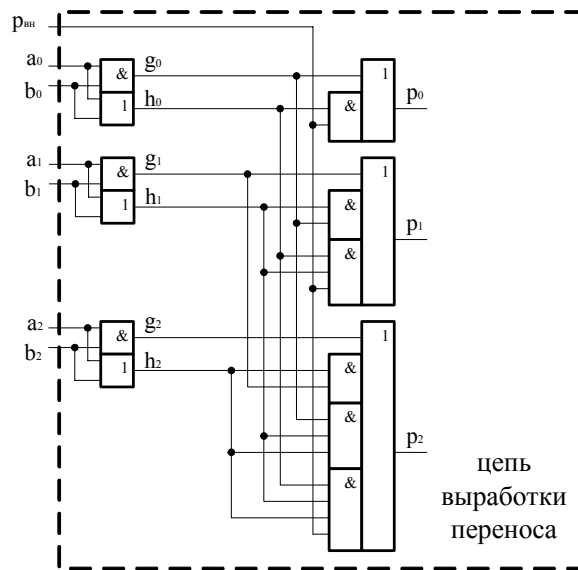 pвн
a0
b0
& g0
1 h0
1
&
p0
a1
b1
& g1
1 h1
1
&
&
p1
a2
b2
& g2
1 h2
1
&
&
&
p2
цепь
выработки
переноса